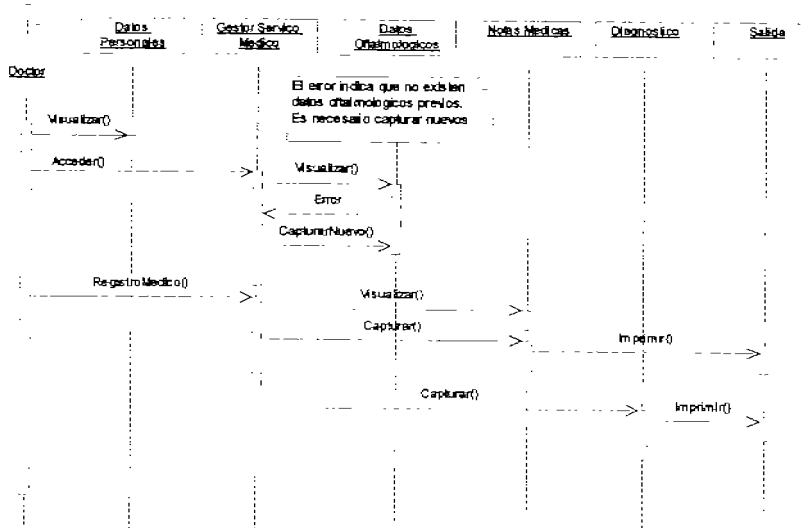 Datos
Personales
Gestor Servico
Medico
Datos
Oftalmologicos
Notas Medicas
Diagnostico
Salida
Doctor
El error indica que no existen
datos oftalmologicos previos.
Es necesario capturar nuevos
Visualizar()
Acceder()
Visualizar()
Error
CapturarNuevo()
RegistroMedico()
Visualizar()
Capturar()
Imprimir()
Capturar()
Imprimir()